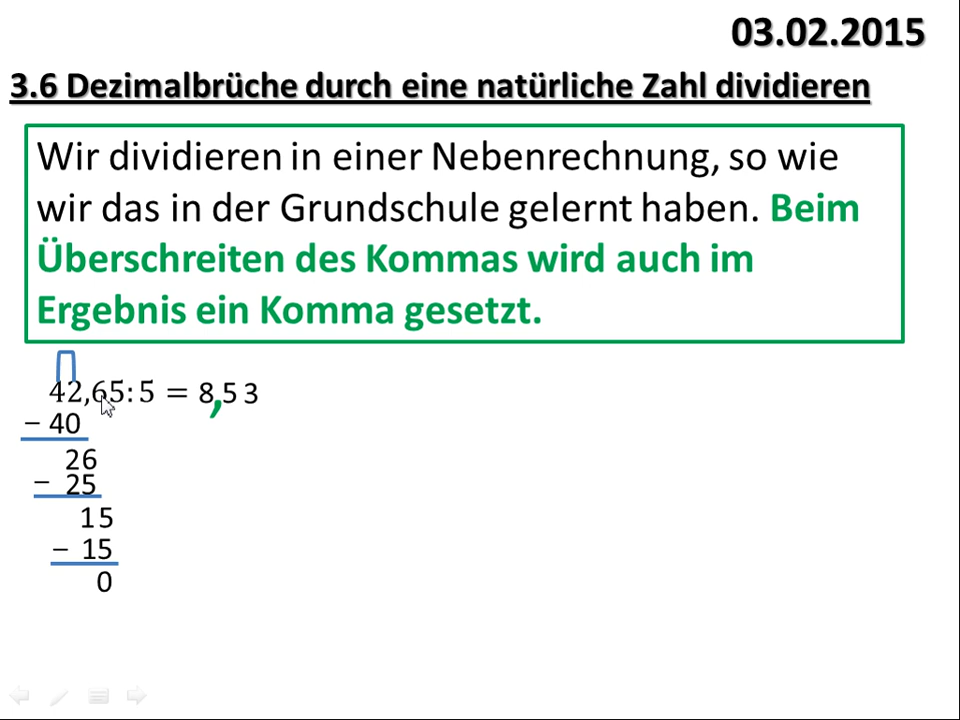 03.02.2015
3.6 Dezimalbrüche durch eine natürliche Zahl dividieren
Wir dividieren in einer Nebenrechnung, so wie
wir das in der Grundschule gelernt haben. Beim
Überschreiten des Kommas wird auch im
Ergebnis ein Komma gesetzt.
42,65:5 = 8,53
− 40
26
− 25
15
− 15
0